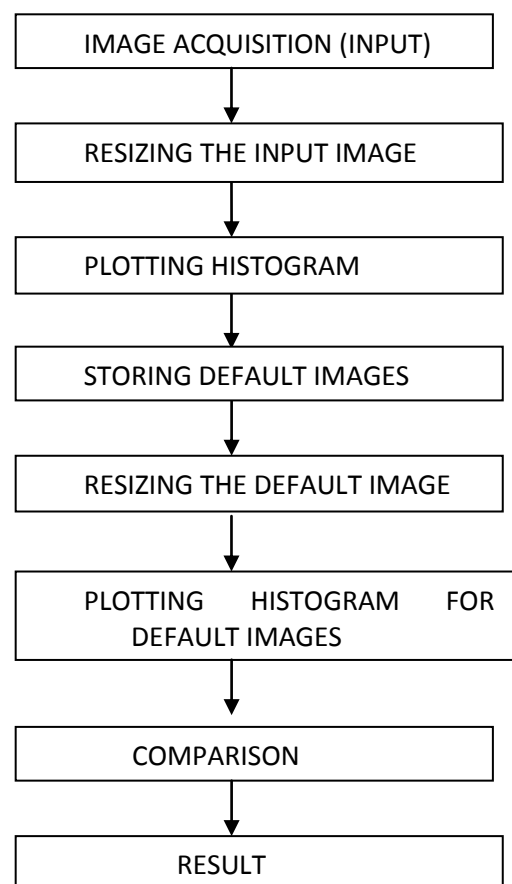 IMAGE ACQUISITION (INPUT)
RESIZING THE INPUT IMAGE
PLOTTING HISTOGRAM
STORING DEFAULT IMAGES
RESIZING THE DEFAULT IMAGE
PLOTTING HISTOGRAM FOR
DEFAULT IMAGES
COMPARISON
RESULT